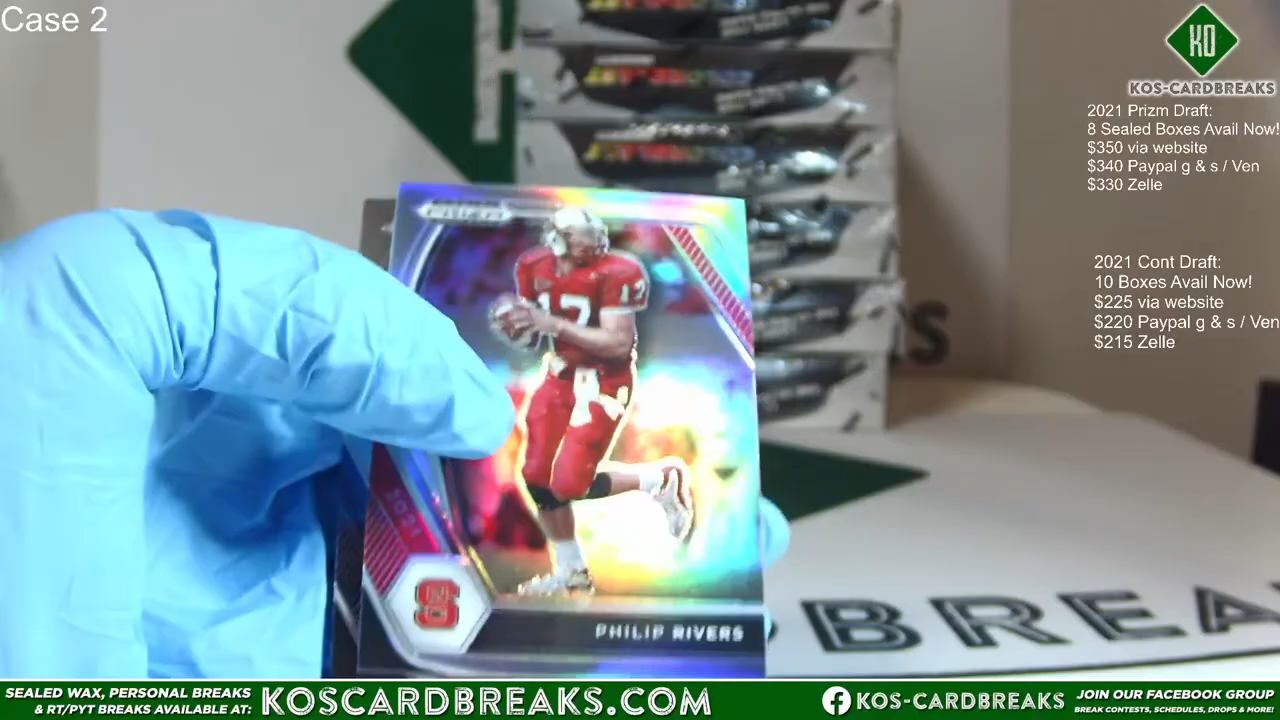 Case 2
KO
KOS-CARDBREAKS
2021 Prizm Draft:
8 Sealed Boxes Avail Now!
$350 via website
$340 Paypal g & s / Ven
$330 Zelle
2021 Cont Draft:
10 Boxes Avail Now!
$225 via website
$220 Paypal g & s / Ven
$215 Zelle
PRIZM
17
17
2021
PHILIP RIVERS
BREA
SEALED WAX, PERSONAL BREAKS
& RT/PYT BREAKS AVAILABLE AT:
KOSCARDBREAKS.COM
KOS-CARDBREAKS
JOIN OUR FACEBOOK GROUP
BREAK CONTESTS, SCHEDULES, DROPS & MORE!